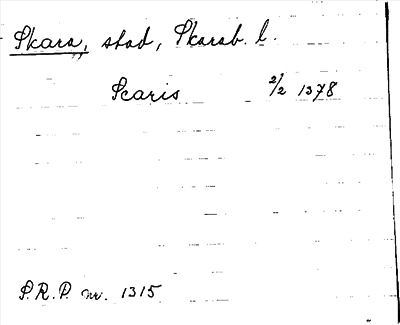 Skara, stad, Skarab. l.
Scaris 2/2 1378
S.R.P. nr. 1315